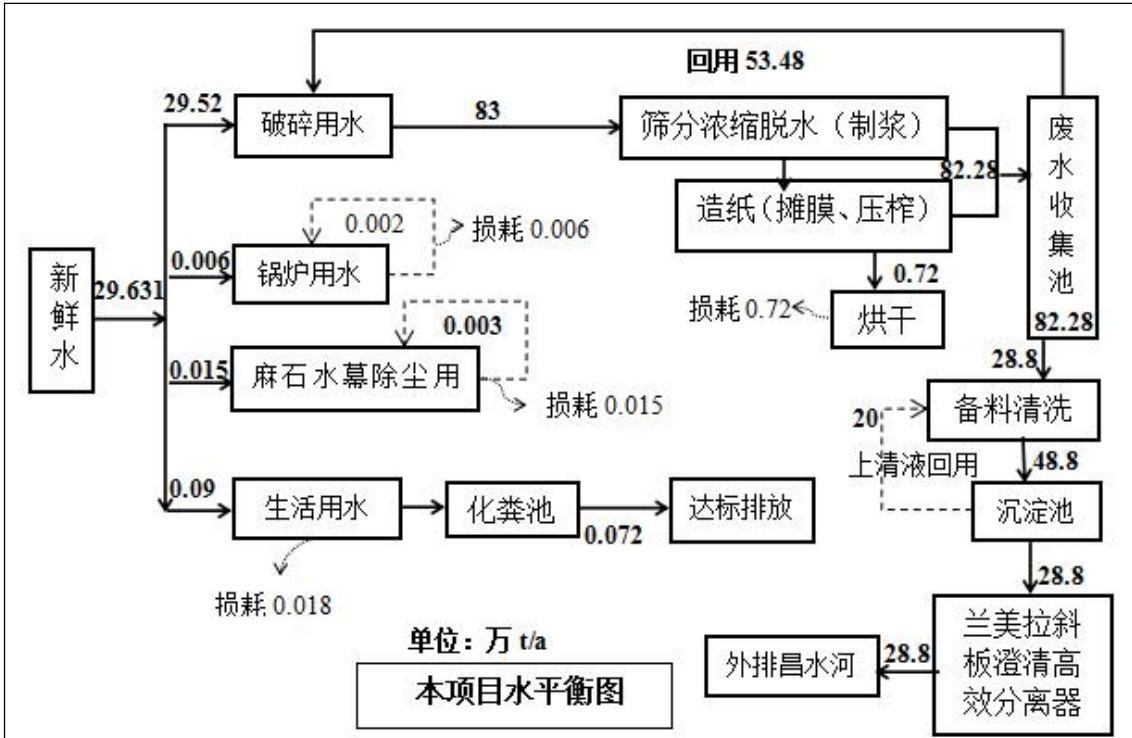 回用 53.48
29.52
破碎用水
83
筛分浓缩脱水（制浆）
82.28
废
水
收
集
池
82.28
造纸（摊膜、压榨）
0.72
烘干
损耗 0.72
新
鲜
水
29.631
0.006
锅炉用水
0.002
损耗 0.006
0.015
麻石水幕除尘用
0.003
损耗 0.015
28.8
备料清洗
20
上清液回用
48.8
沉淀池
28.8
0.09
生活用水
化粪池
0.072
达标排放
损耗 0.018
兰美拉斜
板澄清高
效分离器
28.8
外排昌水河
单位：万 t/a
本项目水平衡图